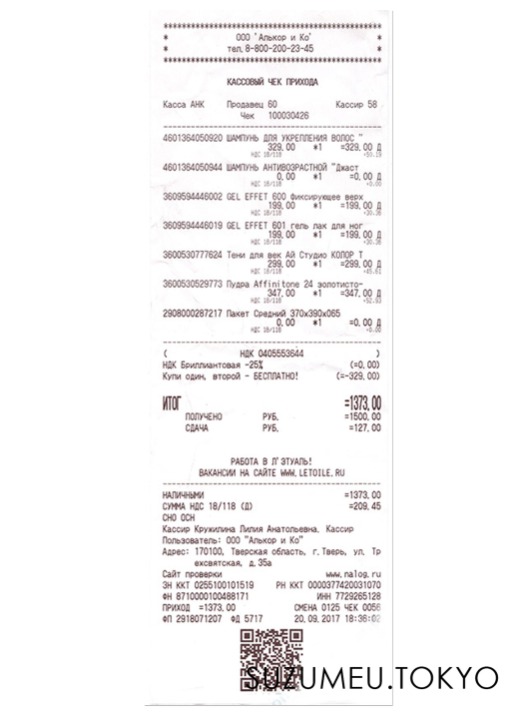 ************************************************
* ООО "Алькор и Ко" *
* тел. 8-800-200-23-45 *
************************************************
КАССОВЫЙ ЧЕК ПРИХОДА
Касса АНК Продавец 60 Кассир 58
Чек 100030426
4601364050920 ШАМПУНЬ ДЛЯ УКРЕПЛЕНИЯ ВОЛОС "
329,00 *1 =329,00 Д
НДС 18/118 =50.19
4601364050944 ШАМПУНЬ АНТИВОЗРАСТНОЙ "Джаст
0,00 *1 =0,00 Д
НДС 18/118 =0.00
3609594446002 GEL EFFET 600 фиксирующее верх
199,00 *1 =199,00 Д
НДС 18/118 =30.36
3609594446019 GEL EFFET 601 гель лак для ног
199,00 *1 =199,00 Д
НДС 18/118 =30.36
3600530777624 Тени для век Ай Студио КОЛОР Т
299,00 *1 =299,00 Д
НДС 18/118 =45.61
3600530529773 Пудра Affinitone 24 золотисто-
347,00 *1 =347,00 Д
НДС 18/118 =52.93
2908000287217 Пакет Средний 370x390x065
0,00 *1 =0,00 Д
НДС 18/118 =0.00
( НДК 0405553644 )
НДК Бриллиантовая -25% (=0,00)
Купи один, второй - БЕСПЛАТНО! (=-329,00)
ИТОГ =1373,00
ПОЛУЧЕНО РУБ. =1500,00
СДАЧА РУБ. =127,00
РАБОТА В Л'ЭТУАЛЬ!
ВАКАНСИИ НА САЙТЕ WWW.LETOILE.RU
НАЛИЧНЫМИ =1373,00
СУММА НДС 18/118 (Д) =209,45
СНО ОСН
Кассир Кружилина Лилия Анатольевна, Кассир
Пользователь: ООО "Алькор и Ко"
Адрес: 170100, Тверская область, г.Тверь, ул. Тр
ехсвятская, д.35а
Сайт проверки www.nalog.ru
ЗН ККТ 0255100101519 РН ККТ 0000377420031070
ФН 8710000100488171 ИНН 7729265128
ПРИХОД =1373,00 СМЕНА 0125 ЧЕК 0056
ФП 2918071207 ФД 5717 20,09,2017 18:36:02
SUZUMEU.TOKYO